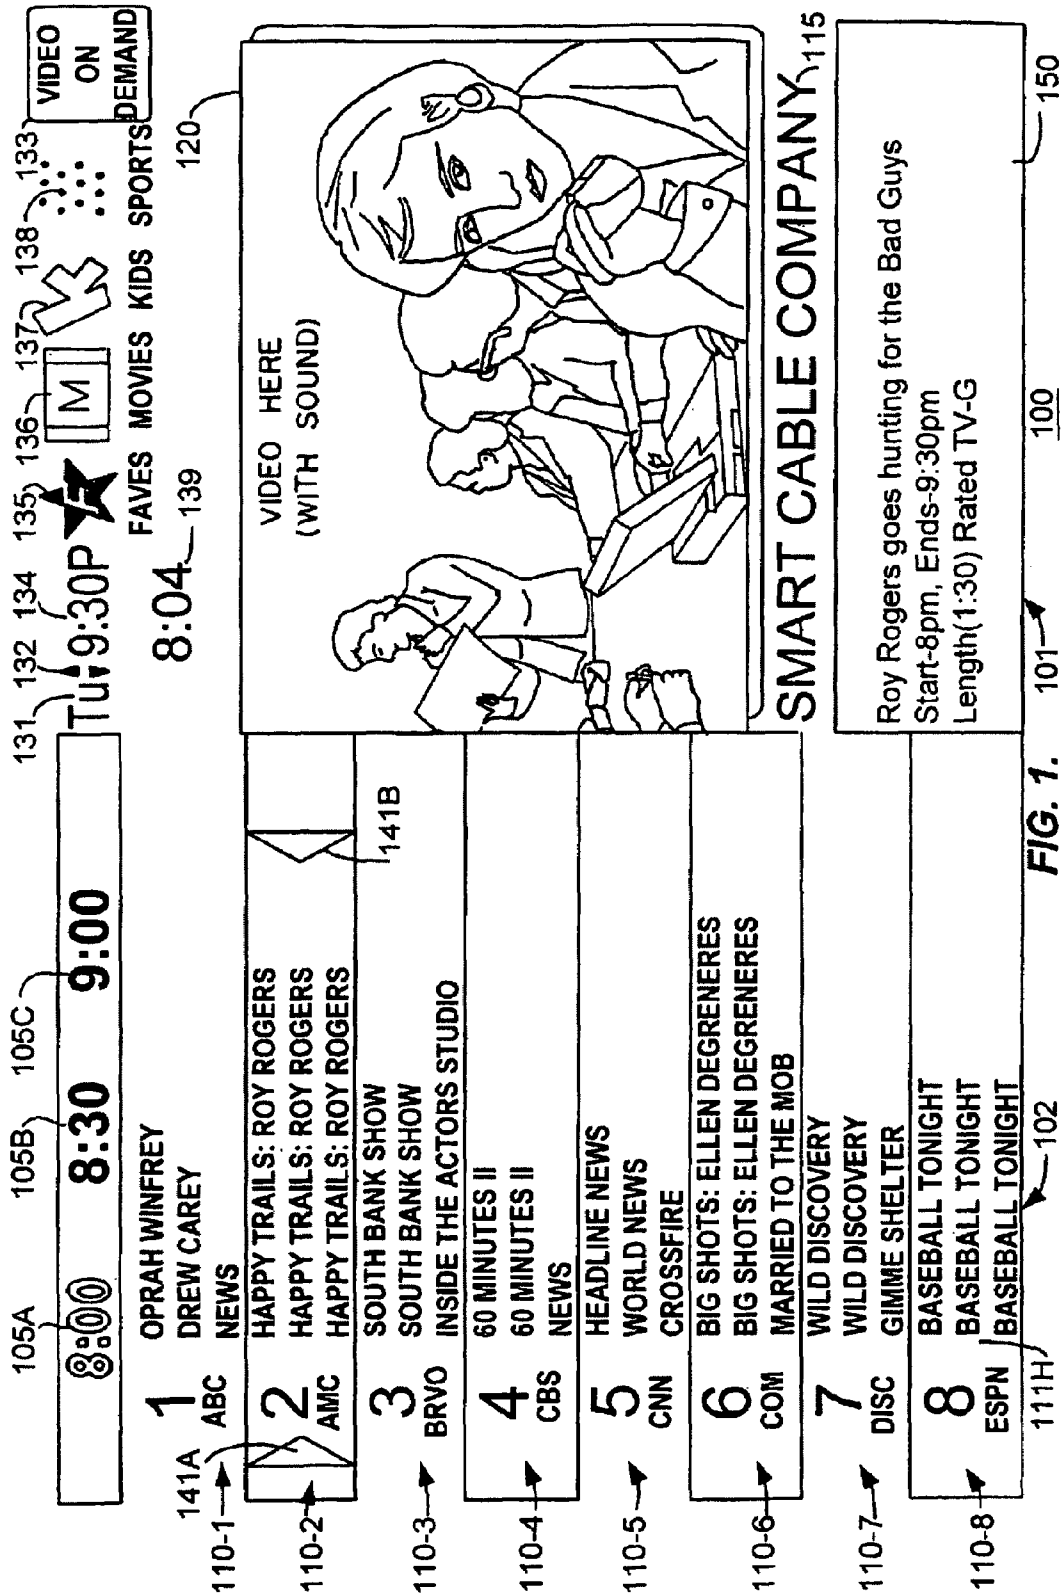 105A
105B
105C
131
132
134
135
136
137
138
133
8:00 8:30 9:00
Tu 9:30P
M
K
VIDEO
ON
DEMAND
FAVES MOVIES KIDS SPORTS
8:04
139
120
110-1
1
ABC
OPRAH WINFREY
DREW CAREY
NEWS
141A
110-2
2
AMC
HAPPY TRAILS: ROY ROGERS
HAPPY TRAILS: ROY ROGERS
HAPPY TRAILS: ROY ROGERS
141B
110-3
3
BRVO
SOUTH BANK SHOW
SOUTH BANK SHOW
INSIDE THE ACTORS STUDIO
110-4
4
CBS
60 MINUTES II
60 MINUTES II
NEWS
110-5
5
CNN
HEADLINE NEWS
WORLD NEWS
CROSSFIRE
110-6
6
COM
BIG SHOTS: ELLEN DEGRENERES
BIG SHOTS: ELLEN DEGRENERES
MARRIED TO THE MOB
110-7
7
DISC
WILD DISCOVERY
WILD DISCOVERY
GIMME SHELTER
110-8
8
ESPN
BASEBALL TONIGHT
BASEBALL TONIGHT
BASEBALL TONIGHT
111H
102
VIDEO HERE
(WITH SOUND)
SMART CABLE COMPANY
115
Roy Rogers goes hunting for the Bad Guys
Start-8pm, Ends-9:30pm
Length(1:30) Rated TV-G
150
101
100
FIG. 1.